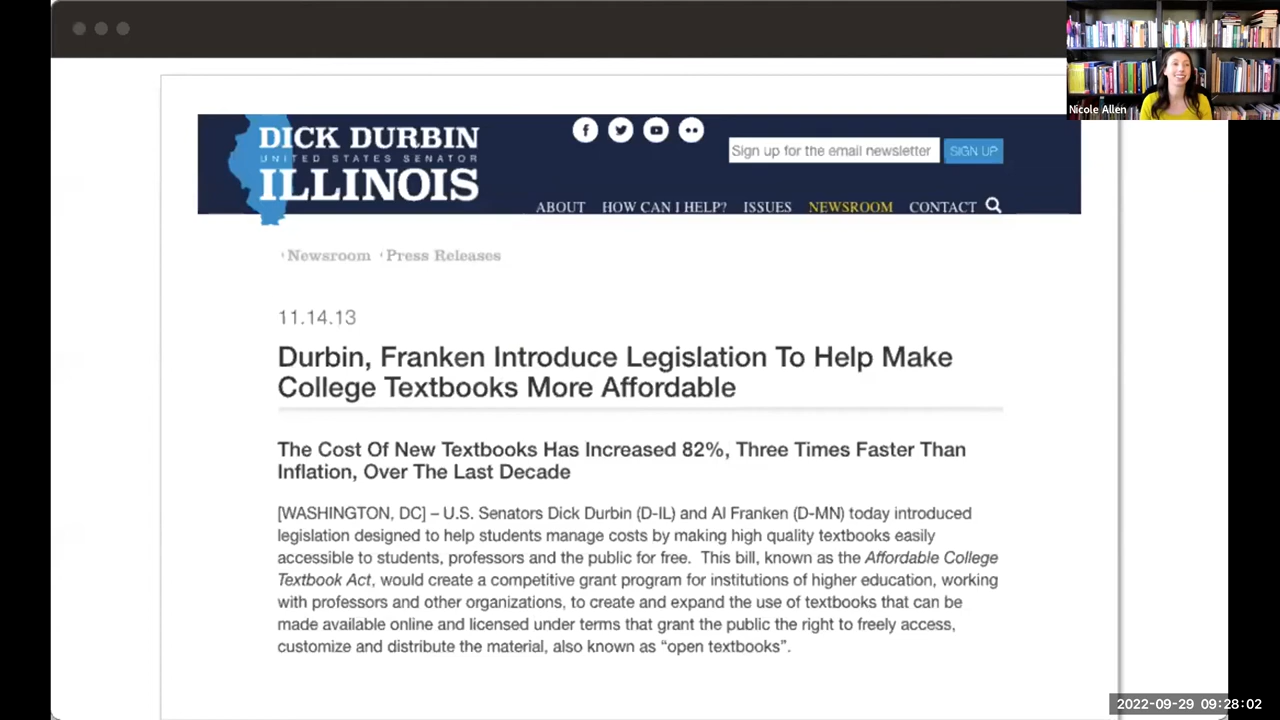 Nicole Allen
DICK DURBIN
UNITED STATES SENATOR
ILLINOIS
Sign up for the email newsletter
SIGN UP
ABOUT HOW CAN I HELP? ISSUES NEWSROOM CONTACT
Newsroom Press Releases
11.14.13
Durbin, Franken Introduce Legislation To Help Make
College Textbooks More Affordable
The Cost Of New Textbooks Has Increased 82%, Three Times Faster Than
Inflation, Over The Last Decade
[WASHINGTON, DC] – U.S. Senators Dick Durbin (D-IL) and Al Franken (D-MN) today introduced
legislation designed to help students manage costs by making high quality textbooks easily
accessible to students, professors and the public for free. This bill, known as the Affordable College
Textbook Act, would create a competitive grant program for institutions of higher education, working
with professors and other organizations, to create and expand the use of textbooks that can be
made available online and licensed under terms that grant the public the right to freely access,
customize and distribute the material, also known as “open textbooks”.
2022-09-29 09:28:02